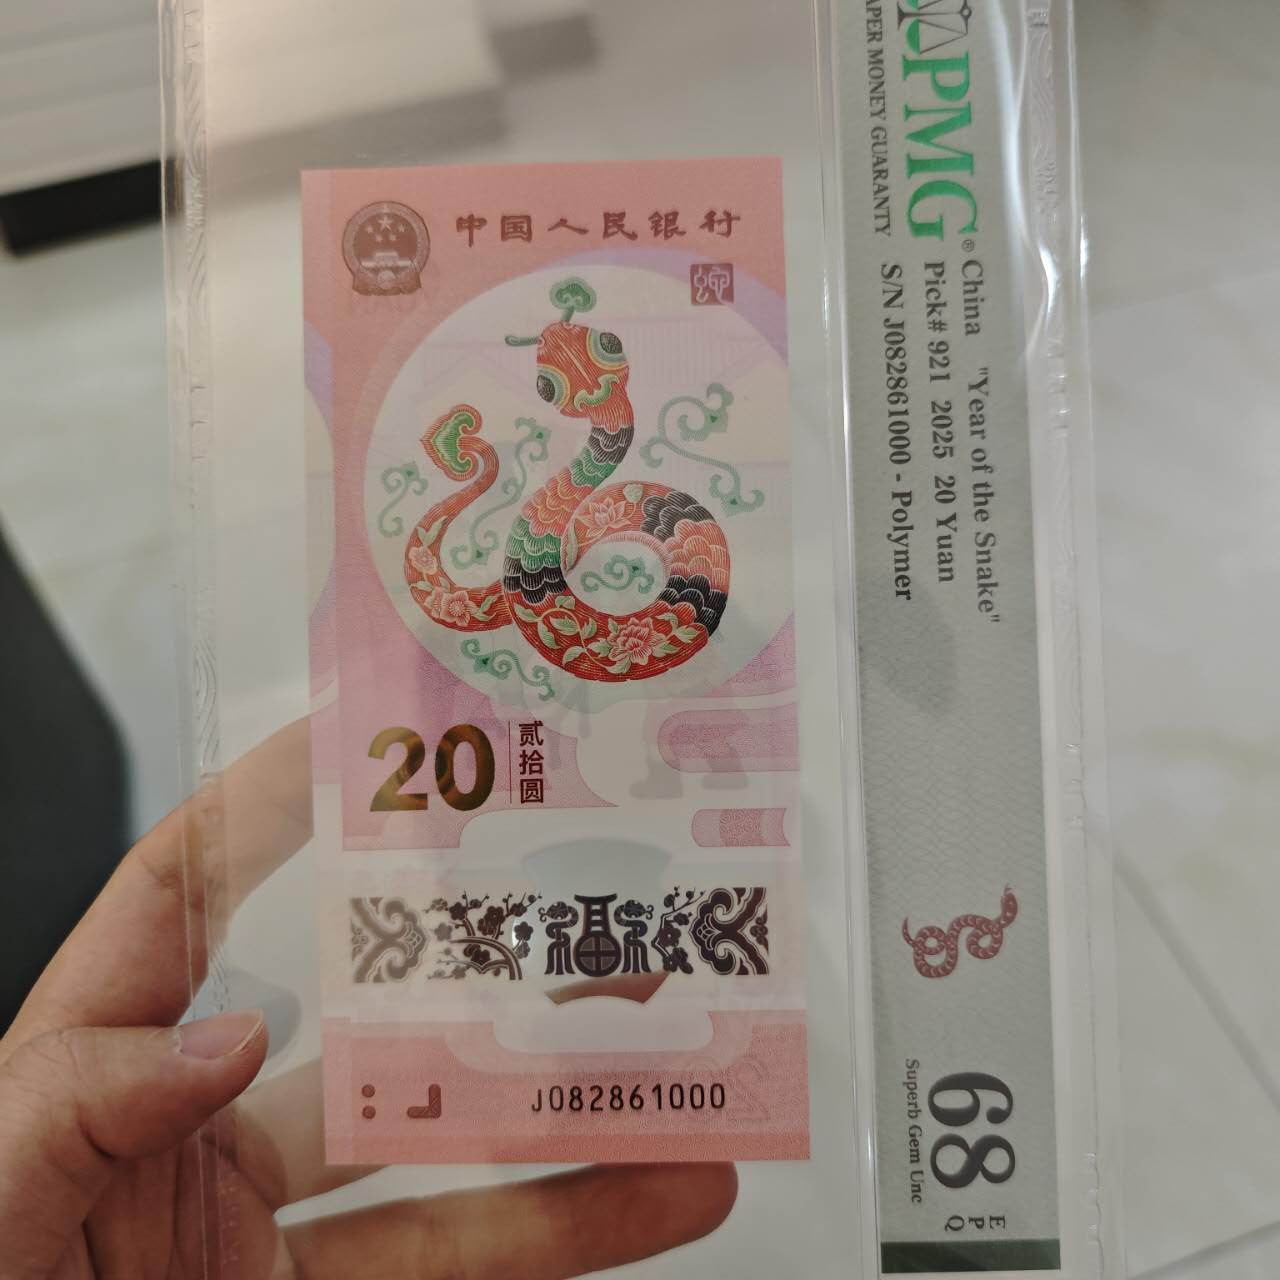 中国人民银行
20
贰拾圆
J082861000
PMG®
PAPER MONEY GUARANTY
China "Year of the Snake"
Pick# 921 2025 20 Yuan
S/N J082861000 - Polymer
68
EPQ
Superb Gem Unc